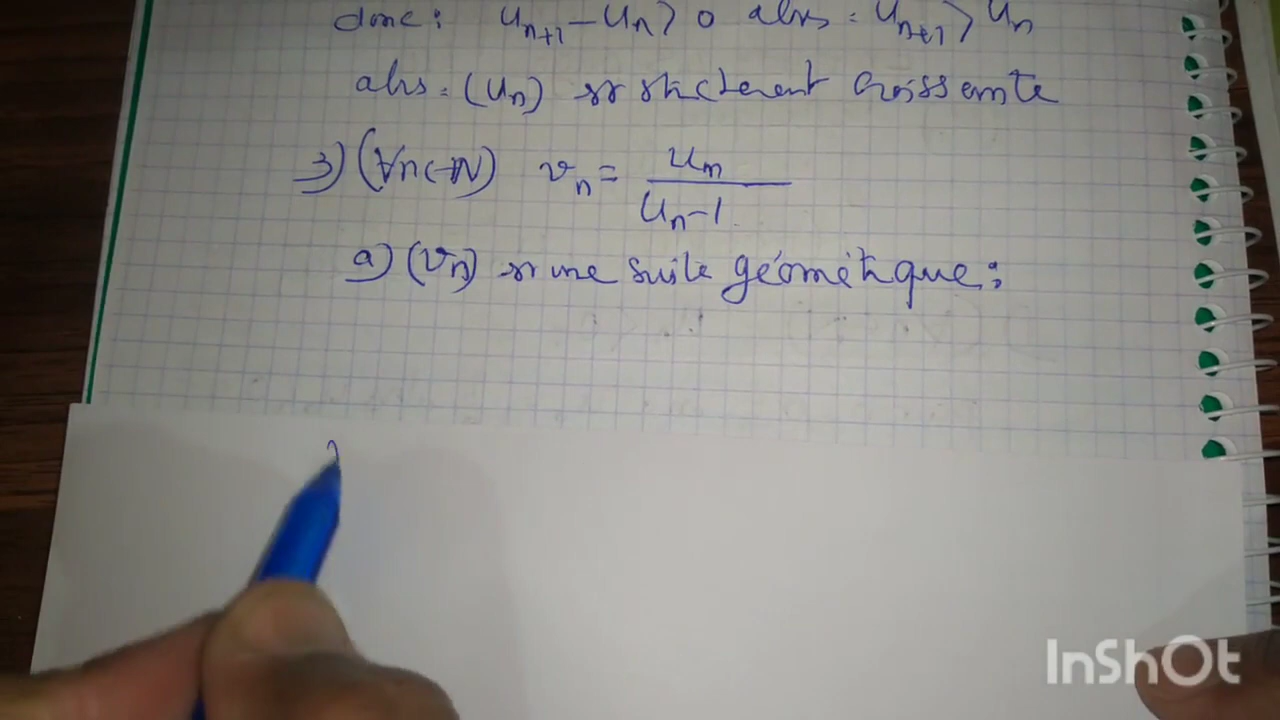 donc : Un+1 - Un > 0 alors : Un+1 > Un
alors : (Un) est strictement croissante
3) (∀n∈N) vn = Un / Un - 1
a) (vn) est une suite géométrique :
InShOt